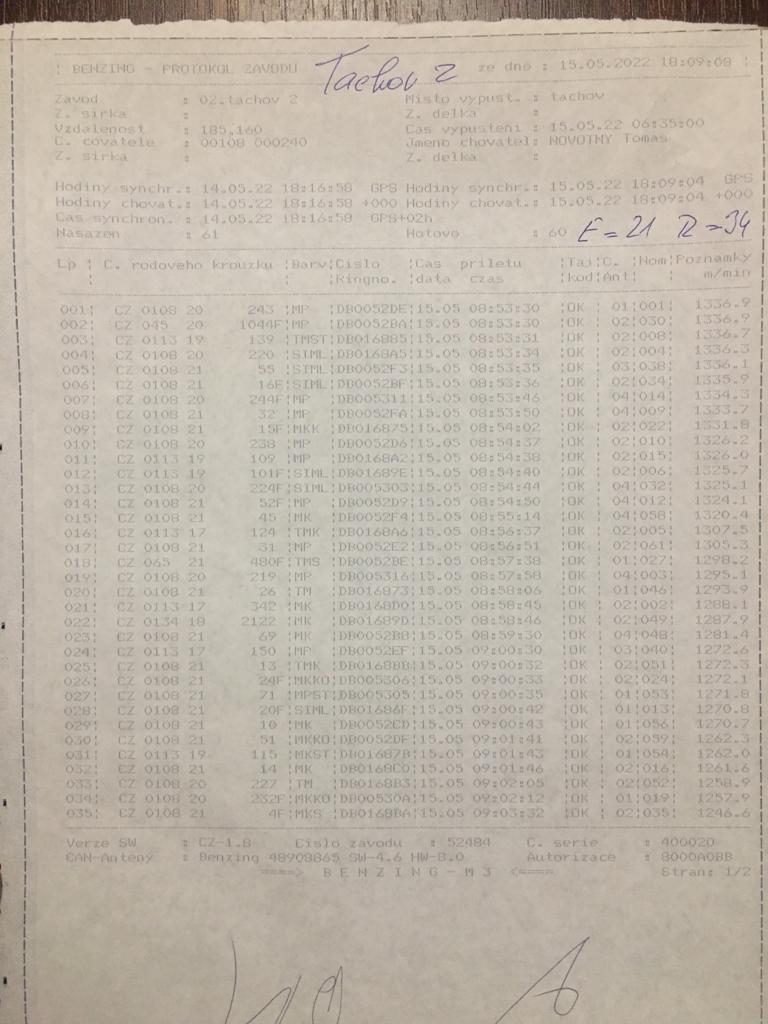 BENZING - PROTOKOL ZAVODU Tachov 2 ze dne : 15.05.2022 18:09:08
Zavod : 02.tachov 2 Misto vypust. : tachov
Z. sirka : Z. delka :
Vzdalenost : 185,160 Cas vypusteni : 15.05.22 06:35:00
C. covatele : 00108 000240 Jmeno chovatel: NOVOTNY Tomas
Z. sirka : Z. delka :
Hodiny synchr.: 14.05.22 18:16:58 GPS Hodiny synchr.: 15.05.22 18:09:04 GPS
Hodiny chovat.: 14.05.22 18:16:58 +000 Hodiny chovat.: 15.05.22 18:09:04 +000
Cas synchron. : 14.05.22 18:16:58 GPS+02h
Nasazen : 61 Hotovo : 60 E=21 R=34
Lp ¦ C. rodoveho krouzku ¦Barv¦Cislo ¦Cas priletu ¦Taj¦C. ¦Nom¦Poznamky
¦ ¦ ¦Ringno. ¦data cas ¦kod¦Ant¦ ¦ m/min
001¦ CZ 0108 20 243 ¦MP ¦DB0052DE¦15.05 08:53:30 ¦OK ¦ 01¦001¦ 1336.9
002¦ CZ 045 20 1044F¦MP ¦DB0052BA¦15.05 08:53:30 ¦OK ¦ 02¦030¦ 1336.9
003¦ CZ 0113 19 139 ¦TMST¦DB016885¦15.05 08:53:31 ¦OK ¦ 02¦008¦ 1336.7
004¦ CZ 0108 20 220 ¦SIML¦DB0168A5¦15.05 08:53:34 ¦OK ¦ 02¦004¦ 1336.3
005¦ CZ 0108 21 55 ¦SIML¦DB0052F3¦15.05 08:53:35 ¦OK ¦ 03¦038¦ 1336.1
006¦ CZ 0108 21 16F¦SIML¦DB0052BF¦15.05 08:53:36 ¦OK ¦ 02¦034¦ 1335.9
007¦ CZ 0108 20 244F¦MP ¦DB005311¦15.05 08:53:46 ¦OK ¦ 04¦014¦ 1334.3
008¦ CZ 0108 21 32 ¦MP ¦DB0052FA¦15.05 08:53:50 ¦OK ¦ 04¦009¦ 1333.7
009¦ CZ 0108 21 15F¦MKK ¦DB016875¦15.05 08:54:02 ¦OK ¦ 02¦022¦ 1331.8
010¦ CZ 0108 20 238 ¦MP ¦DB0052D6¦15.05 08:54:37 ¦OK ¦ 02¦010¦ 1326.2
011¦ CZ 0113 19 109 ¦MP ¦DB0168A2¦15.05 08:54:38 ¦OK ¦ 02¦015¦ 1326.0
012¦ CZ 0113 19 101F¦SIML¦DB01689E¦15.05 08:54:40 ¦OK ¦ 02¦006¦ 1325.7
013¦ CZ 0108 20 224F¦SIML¦DB005303¦15.05 08:54:44 ¦OK ¦ 04¦032¦ 1325.1
014¦ CZ 0108 21 52F¦MP ¦DB0052D9¦15.05 08:54:50 ¦OK ¦ 04¦012¦ 1324.1
015¦ CZ 0108 21 45 ¦MK ¦DB0052F4¦15.05 08:55:14 ¦OK ¦ 04¦058¦ 1320.4
016¦ CZ 0113 17 124 ¦TMK ¦DB0168A6¦15.05 08:56:37 ¦0K ¦ 02¦005¦ 1307.5
017¦ CZ 0108 21 31 ¦MP ¦DB0052E2¦15.05 08:56:51 ¦OK ¦ 02¦061¦ 1305.3
018¦ CZ 065 21 480F¦TMS ¦DB0052BE¦15.05 08:57:38 ¦OK ¦ 01¦027¦ 1298.2
019¦ CZ 0108 20 219 ¦MP ¦DB005316¦15.05 08:57:58 ¦OK ¦ 04¦003¦ 1295.1
020¦ CZ 0108 21 26 ¦TM ¦DB016873¦15.05 08:58:06 ¦OK ¦ 01¦046¦ 1293.9
021¦ CZ 0113 17 342 ¦MK ¦DB0168D0¦15.05 08:58:45 ¦OK ¦ 02¦002¦ 1288.1
022¦ CZ 0134 18 2122 ¦MK ¦DB01689D¦15.05 08:58:46 ¦OK ¦ 02¦049¦ 1287.9
023¦ CZ 0108 21 69 ¦MK ¦DB0052B8¦15.05 08:59:30 ¦OK ¦ 04¦048¦ 1281.4
024¦ CZ 0113 17 150 ¦MP ¦DB0052EF¦15.05 09:00:30 ¦OK ¦ 03¦040¦ 1272.6
025¦ CZ 0108 21 13 ¦TMK ¦DB0168BB¦15.05 09:00:32 ¦OK ¦ 02¦051¦ 1272.3
026¦ CZ 0108 21 24F¦MKKO¦DB005306¦15.05 09:00:33 ¦OK ¦ 02¦024¦ 1272.1
027¦ CZ 0108 21 71 ¦MPST¦DB005305¦15.05 09:00:35 ¦OK ¦ 01¦053¦ 1271.8
028¦ CZ 0108 21 20F¦SIML¦DB01686F¦15.05 09:00:42 ¦OK ¦ 01¦013¦ 1270.8
029¦ CZ 0108 21 10 ¦MK ¦DB0052CD¦15.05 09:00:43 ¦OK ¦ 01¦056¦ 1270.7
030¦ CZ 0108 21 51 ¦MKKO¦DB0052DF¦15.05 09:01:41 ¦OK ¦ 02¦059¦ 1262.3
031¦ CZ 0113 19 115 ¦MKST¦DB01687B¦15.05 09:01:43 ¦OK ¦ 01¦054¦ 1262.0
032¦ CZ 0108 21 14 ¦MK ¦DB0168C0¦15.05 09:01:46 ¦OK ¦ 02¦016¦ 1261.6
033¦ CZ 0108 20 227 ¦TM ¦DB0168B3¦15.05 09:02:05 ¦OK ¦ 02¦052¦ 1258.9
034¦ CZ 0108 20 232F¦MKKO¦DB00530A¦15.05 09:02:12 ¦OK ¦ 01¦019¦ 1257.9
035¦ CZ 0108 21 4F¦MKS ¦DB0168BA¦15.05 09:03:32 ¦OK ¦ 02¦035¦ 1246.6
Verze SW : CZ-1.8 Cislo zavodu : 52484 C. serie : 400020
CAN-Anteny : Benzing 48908865 SW-4.6 HW-8.0 Autorizace : 8000A0BB
====> B E N Z I N G - M 3 <==== Stran: 1/2